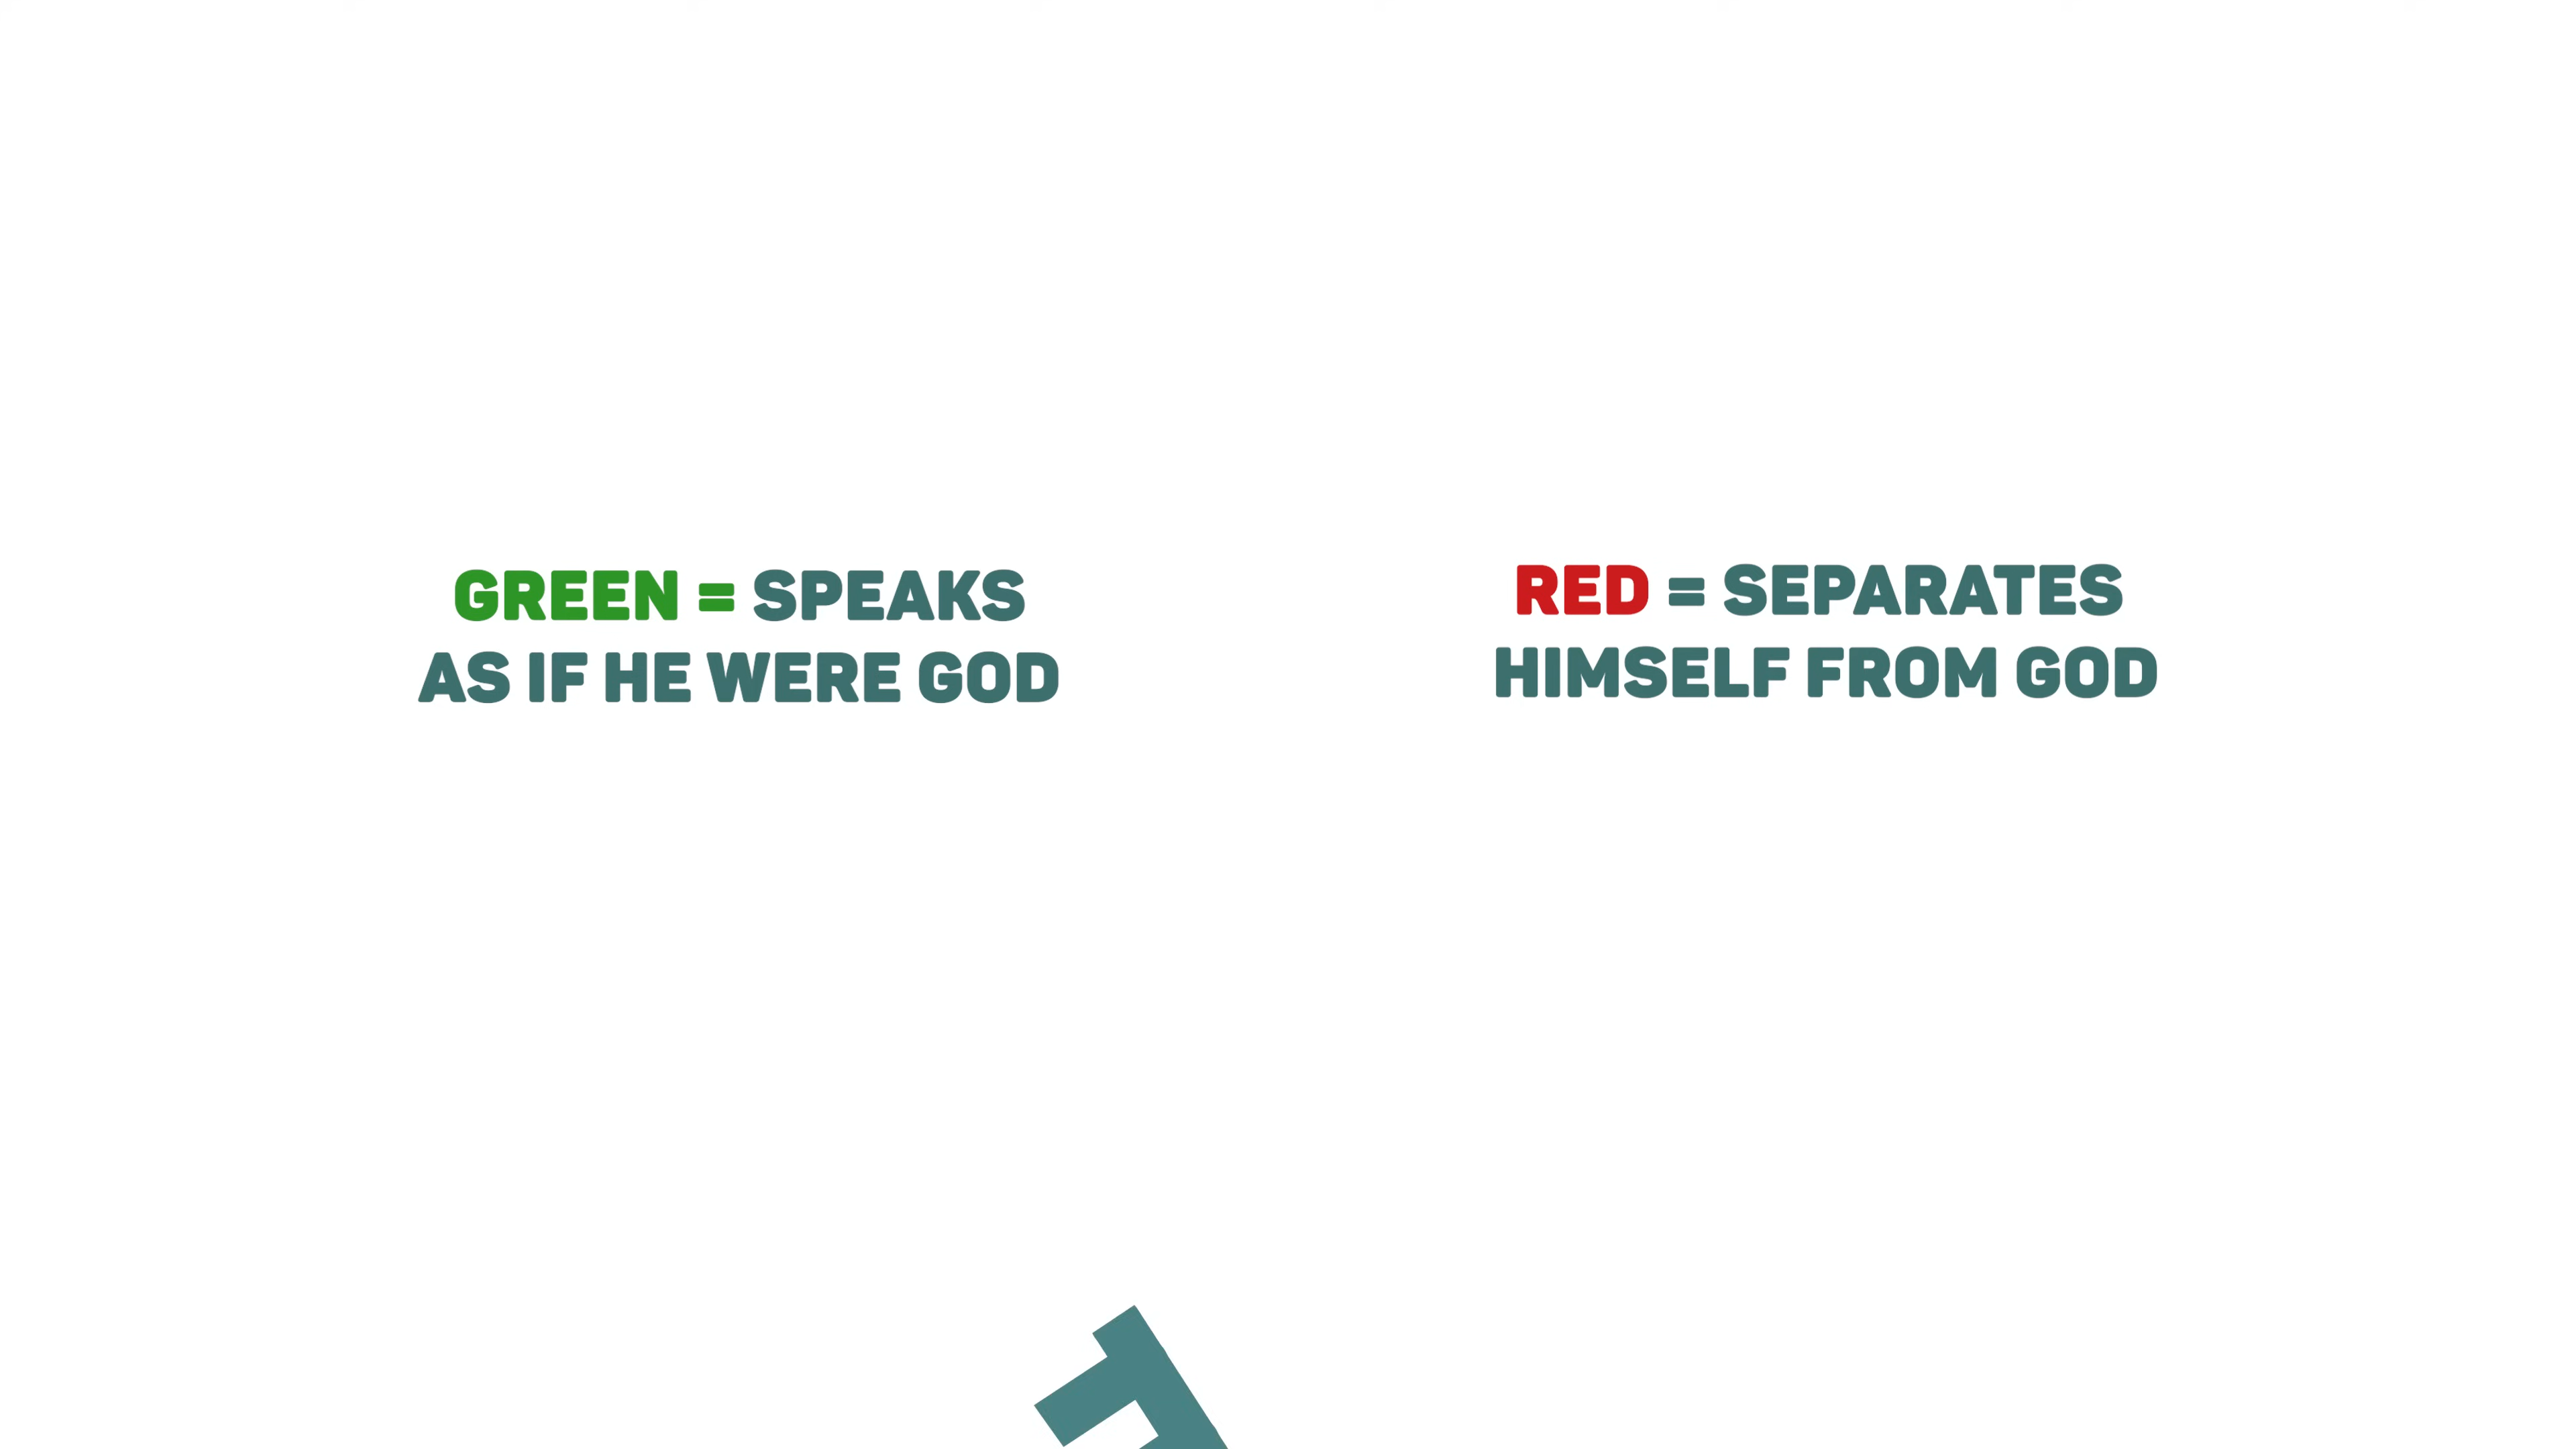 GREEN = SPEAKS
AS IF HE WERE GOD
RED = SEPARATES
HIMSELF FROM GOD